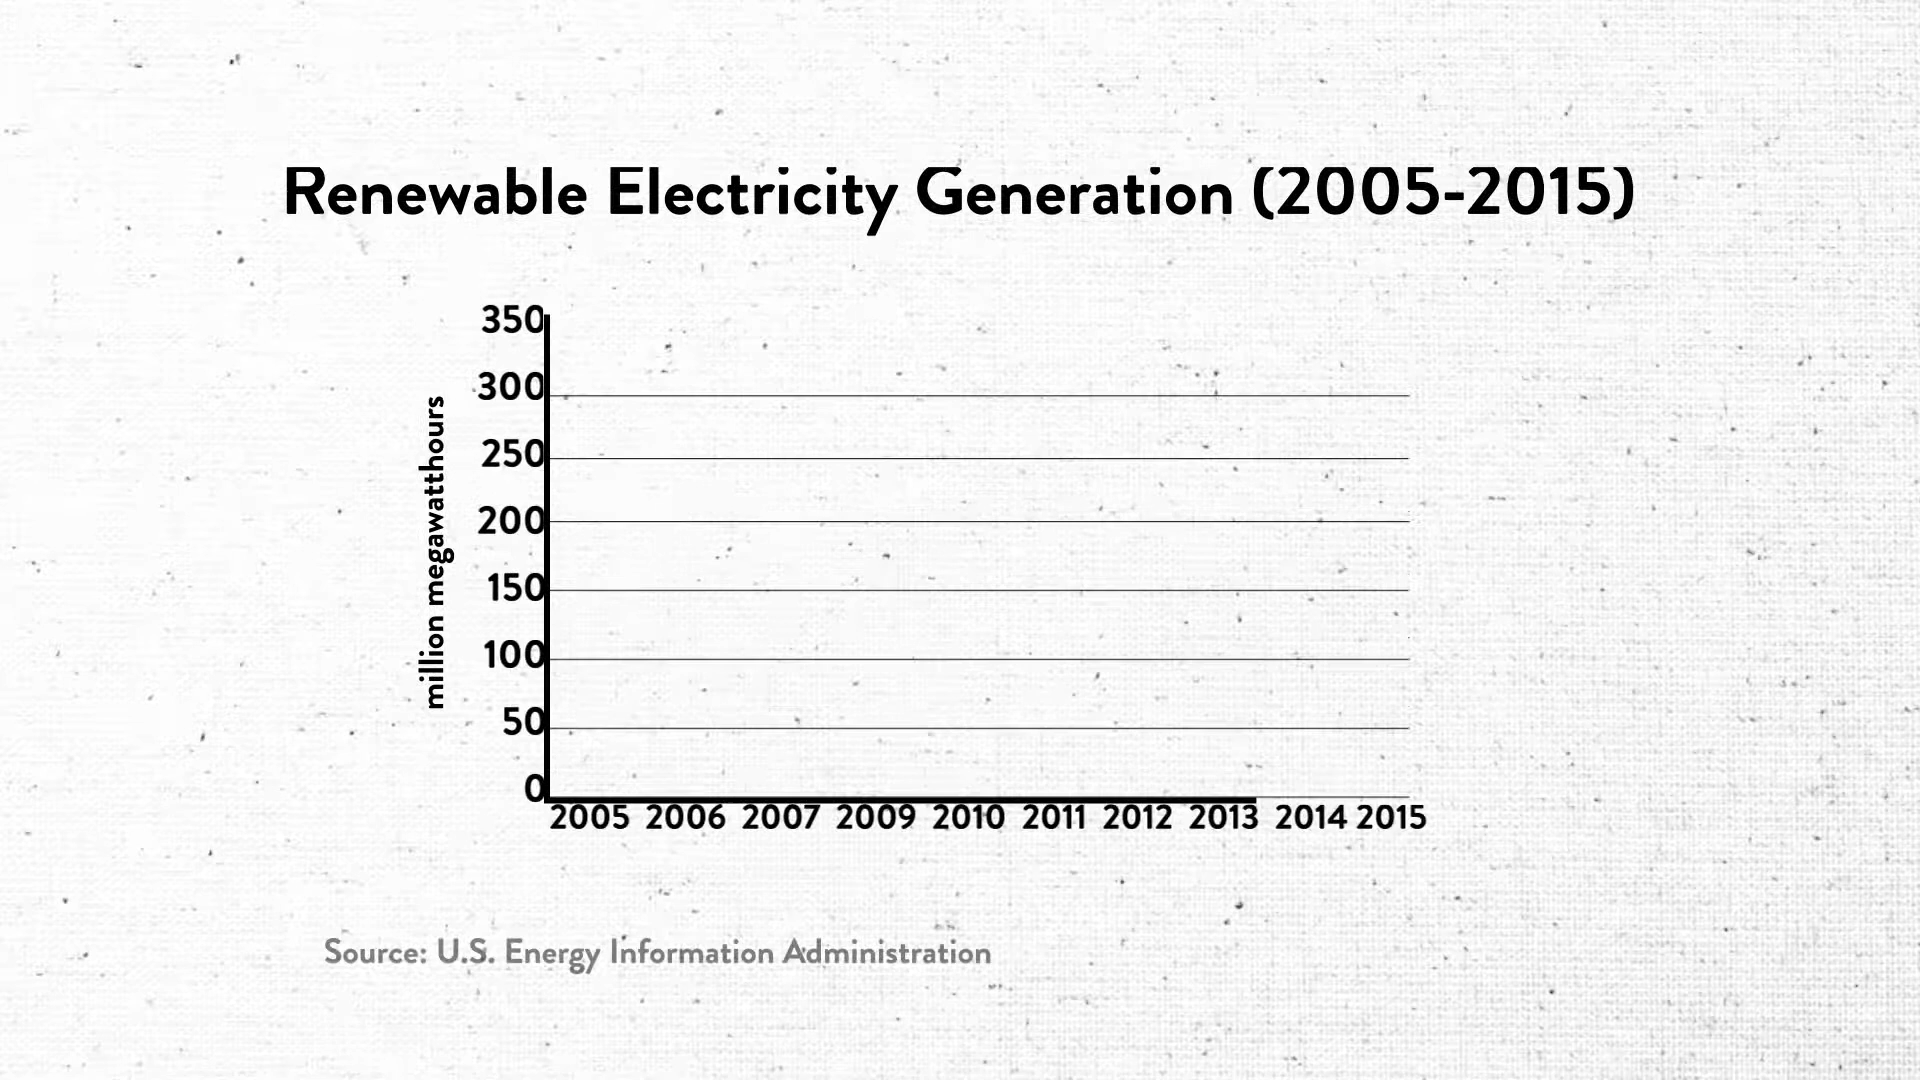 Renewable Electricity Generation (2005-2015)
350
300
250
200
150
100
50
0
million megawatthours
2005 2006 2007 2009 2010 2011 2012 2013 2014 2015
Source: U.S. Energy Information Administration